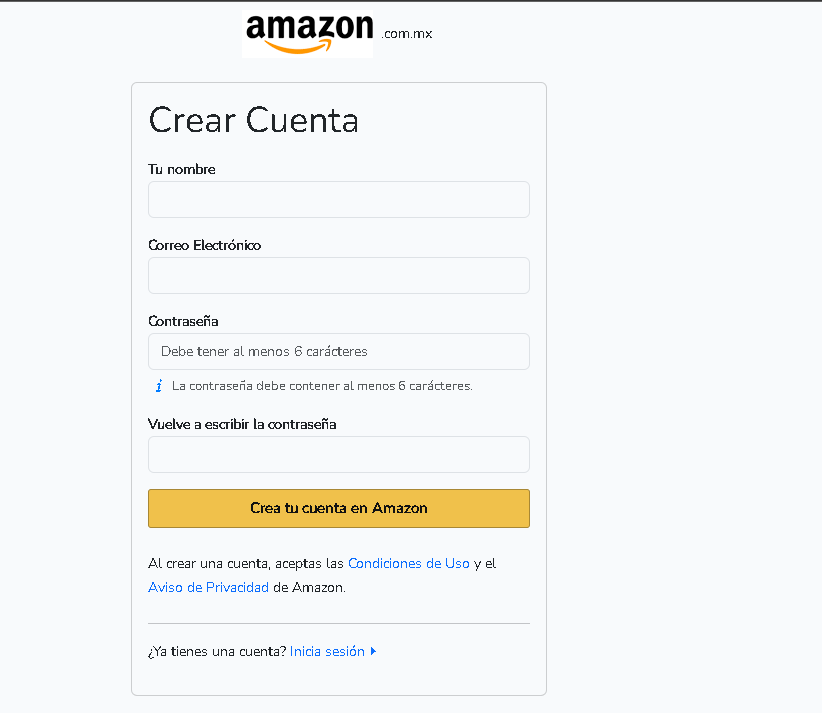 amazon .com.mx
Crear Cuenta
Tu nombre
Correo Electrónico
Contraseña
Debe tener al menos 6 carácteres
i La contraseña debe contener al menos 6 carácteres.
Vuelve a escribir la contraseña
Crea tu cuenta en Amazon
Al crear una cuenta, aceptas las Condiciones de Uso y el
Aviso de Privacidad de Amazon.
¿Ya tienes una cuenta? Inicia sesión